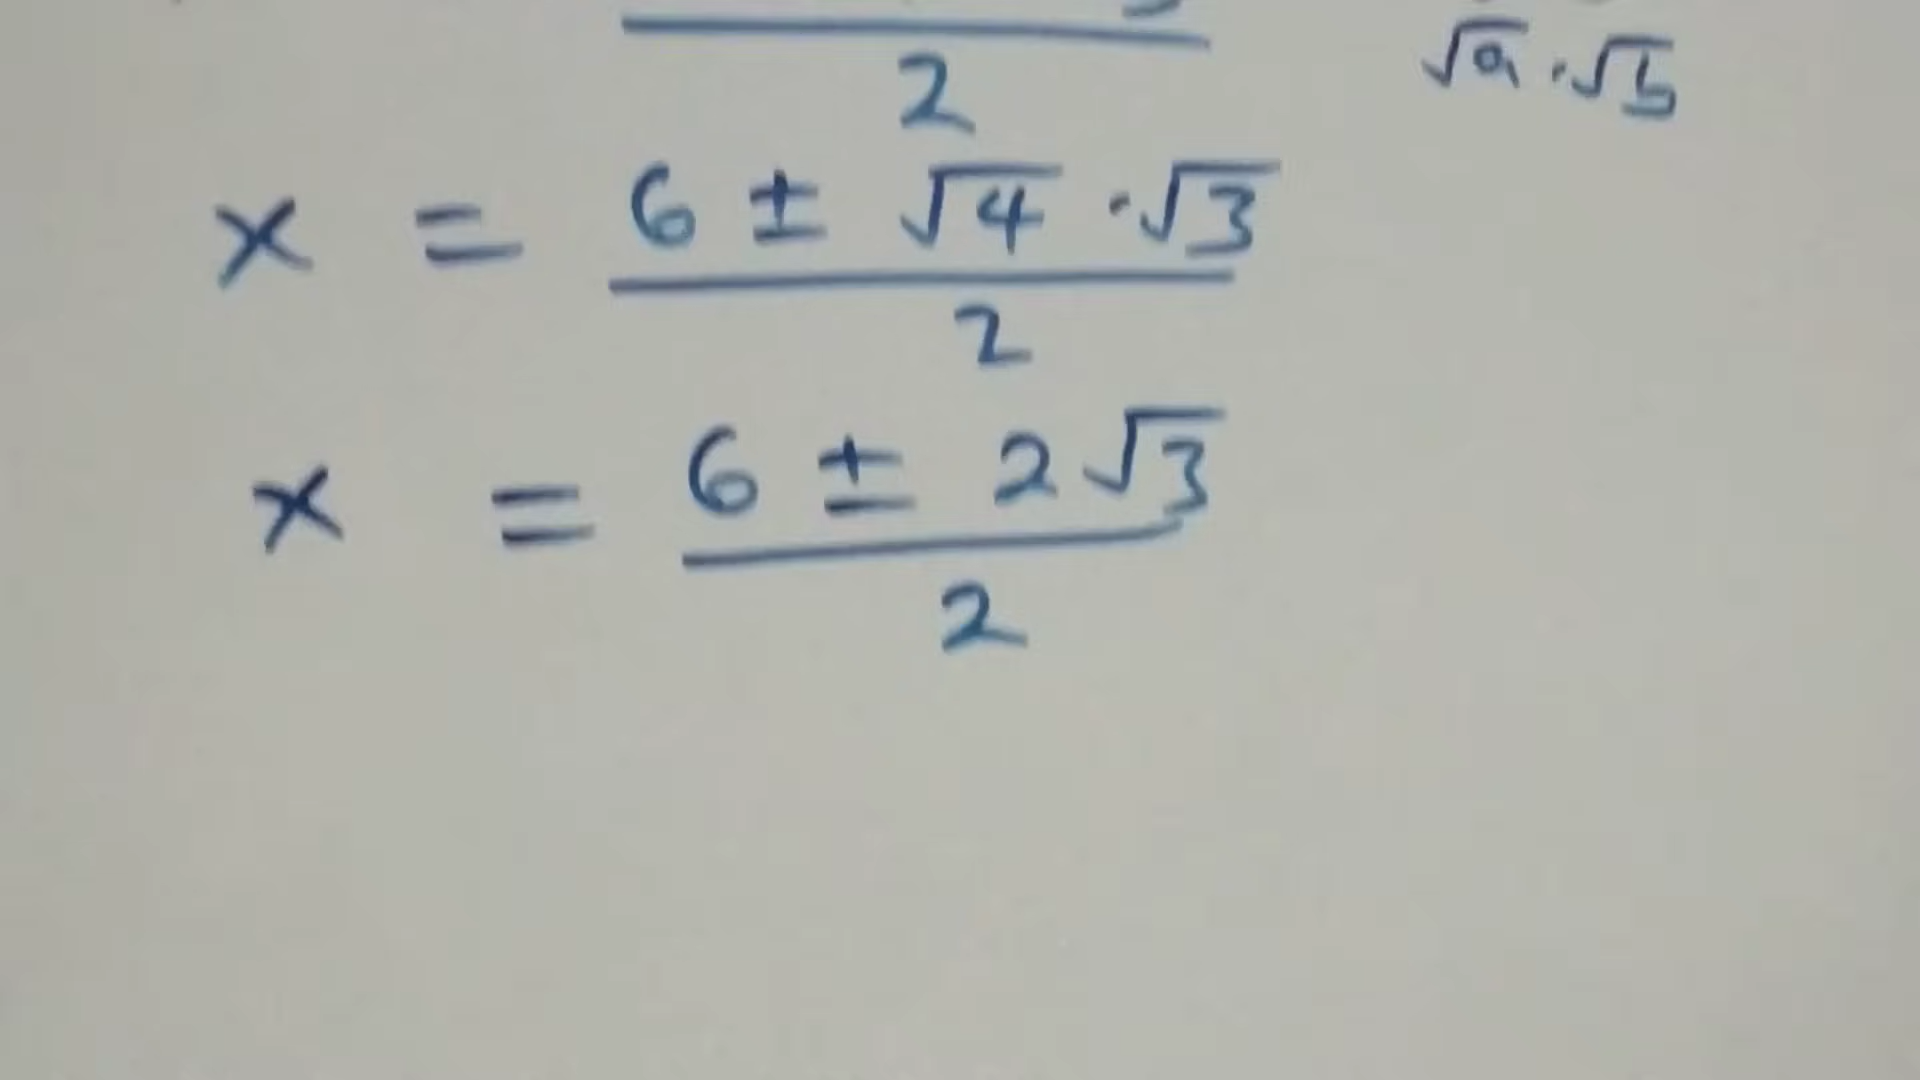 2
√a · √b
x = (6 ± √4 · √3) / 2
x = (6 ± 2√3) / 2